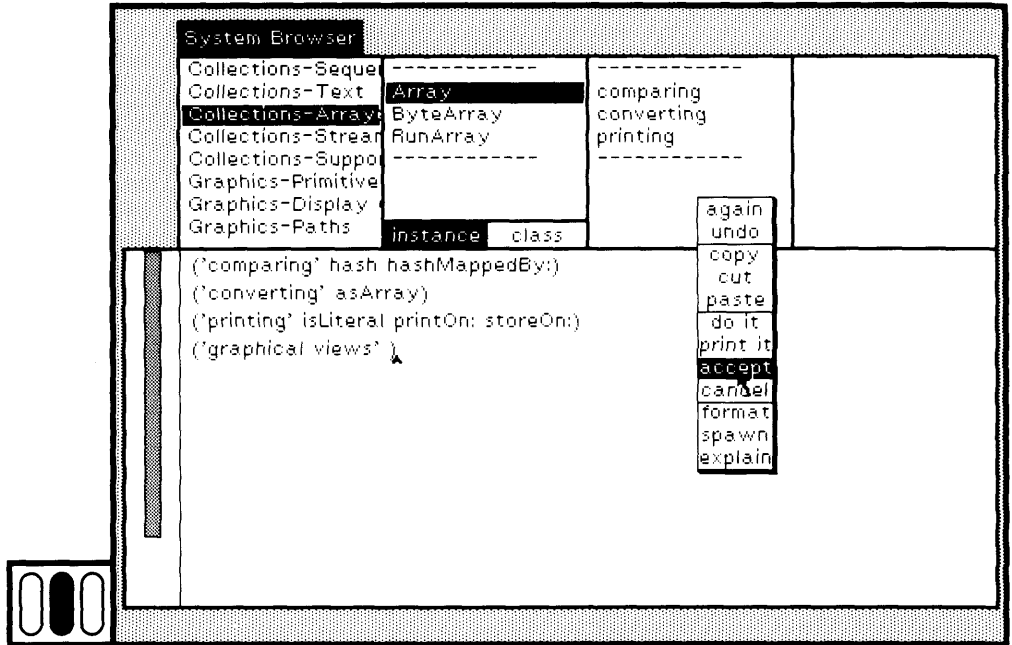 System Browser
Collections-Seque
Collections-Text
Collections-Array
Collections-Strear
Collections-Suppo
Graphics-Primitive
Graphics-Display
Graphics-Paths
------------
Array
ByteArray
RunArray
------------
instance class
------------
comparing
converting
printing
------------
('comparing' hash hashMappedBy:)
('converting' asArray)
('printing' isLiteral printOn: storeOn:)
('graphical views' )
again
undo
copy
cut
paste
do it
print it
accept
cancel
format
spawn
explain